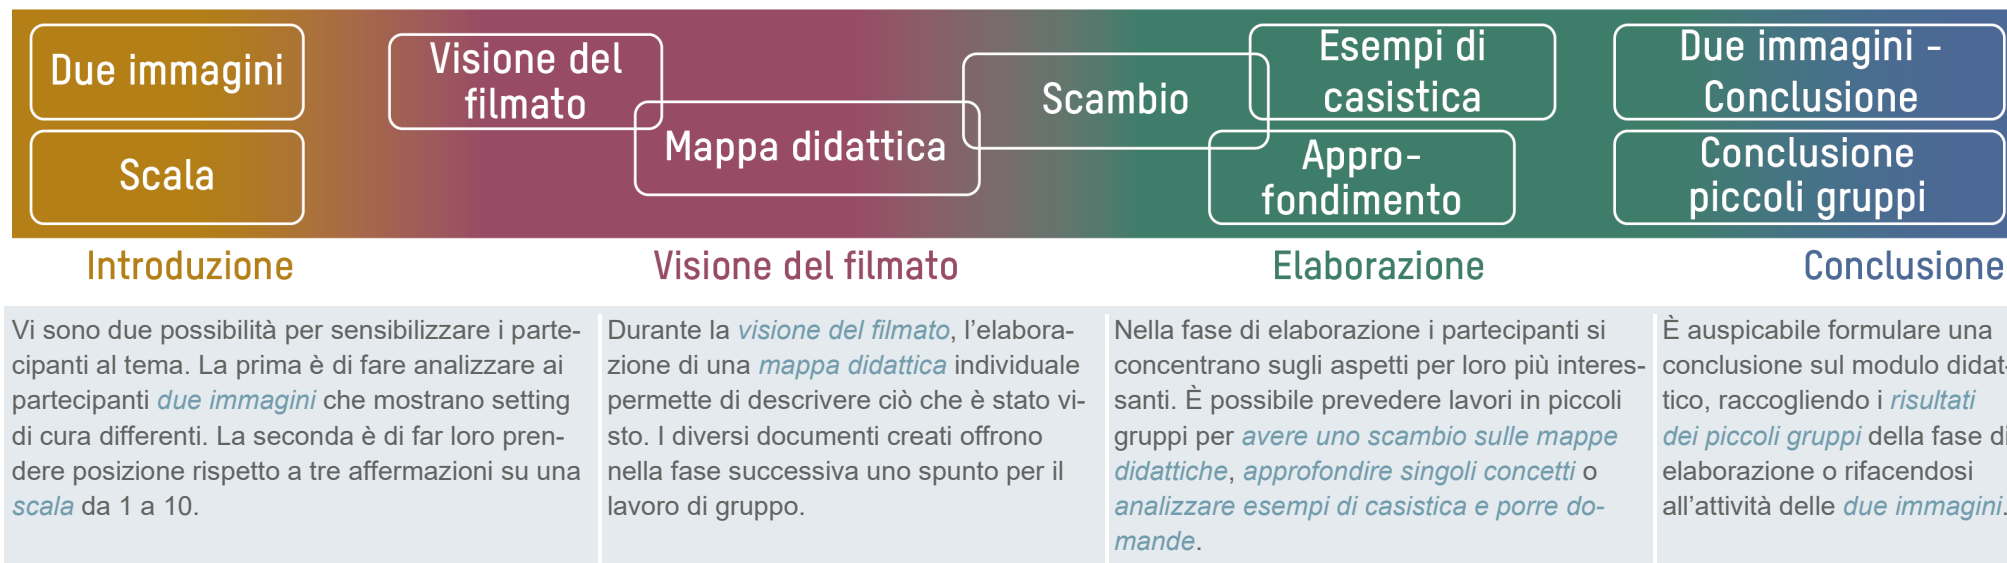 Due immagini
Scala
Visione del
filmato
Mappa didattica
Scambio
Esempi di
casistica
Appro-
fondimento
Due immagini -
Conclusione
Conclusione
piccoli gruppi
Introduzione
Visione del filmato
Elaborazione
Conclusione
Vi sono due possibilità per sensibilizzare i parte-
cipanti al tema. La prima è di fare analizzare ai
partecipanti due immagini che mostrano setting
di cura differenti. La seconda è di far loro pren-
dere posizione rispetto a tre affermazioni su una
scala da 1 a 10.
Durante la visione del filmato, l’elabora-
zione di una mappa didattica individuale
permette di descrivere ciò che è stato vi-
sto. I diversi documenti creati offrono
nella fase successiva uno spunto per il
lavoro di gruppo.
Nella fase di elaborazione i partecipanti si
concentrano sugli aspetti per loro più interes-
santi. È possibile prevedere lavori in piccoli
gruppi per avere uno scambio sulle mappe
didattiche, approfondire singoli concetti o
analizzare esempi di casistica e porre do-
mande.
È auspicabile formulare una
conclusione sul modulo didat-
tico, raccogliendo i risultati
dei piccoli gruppi della fase di
elaborazione o rifacendosi
all’attività delle due immagini.